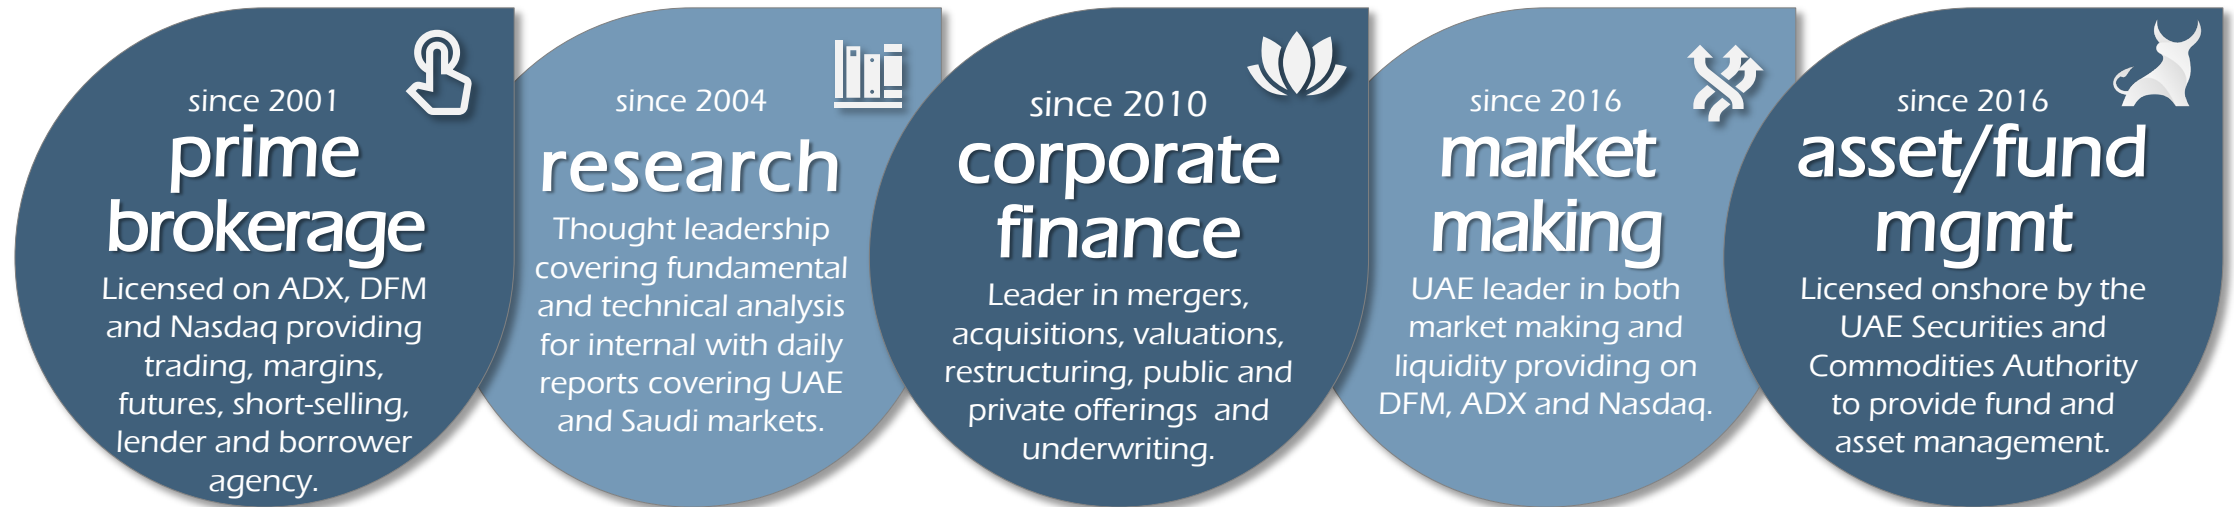 since 2001
prime
brokerage
Licensed on ADX, DFM
and Nasdaq providing
trading, margins,
futures, short-selling,
lender and borrower
agency.
since 2004
research
Thought leadership
covering fundamental
and technical analysis
for internal with daily
reports covering UAE
and Saudi markets.
since 2010
corporate
finance
Leader in mergers,
acquisitions, valuations,
restructuring, public and
private offerings and
underwriting.
since 2016
market
making
UAE leader in both
market making and
liquidity providing on
DFM, ADX and Nasdaq.
since 2016
asset/fund
mgmt
Licensed onshore by the
UAE Securities and
Commodities Authority
to provide fund and
asset management.